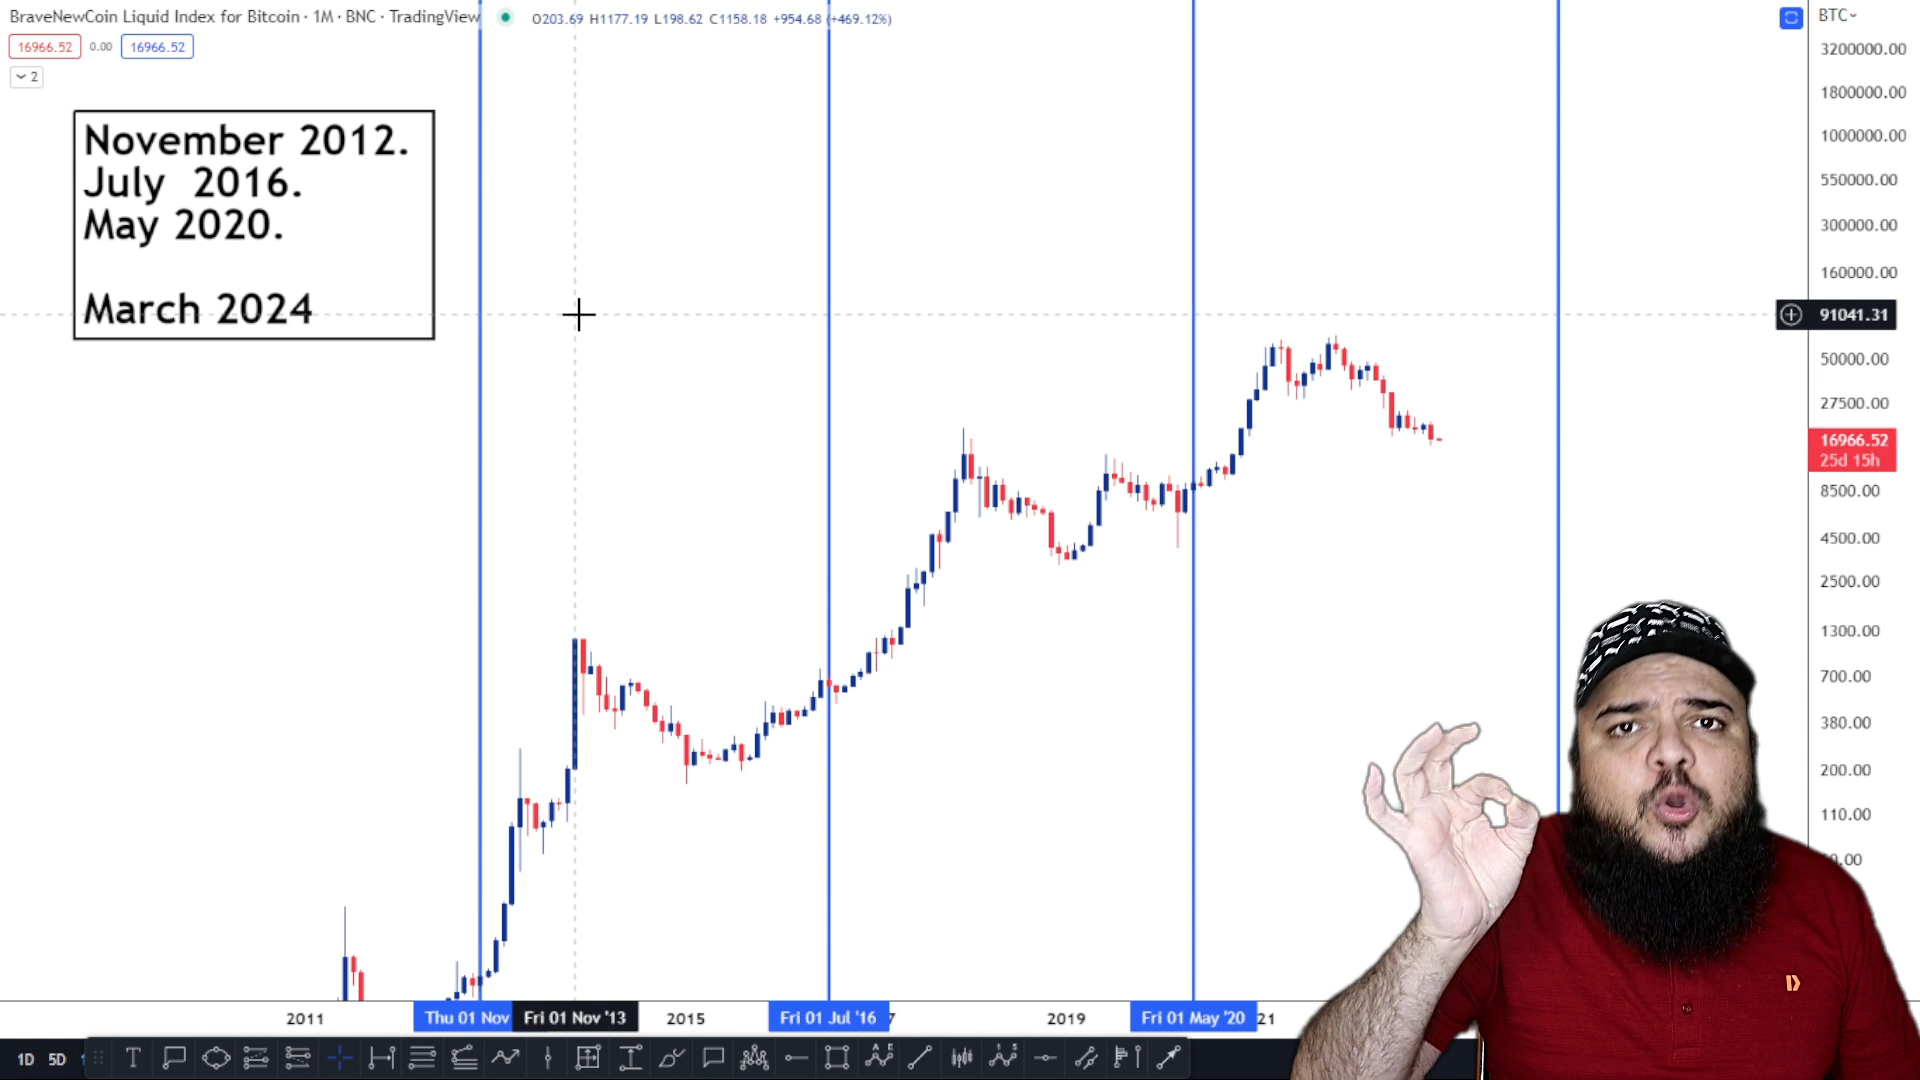 BraveNewCoin Liquid Index for Bitcoin · 1M · BNC · TradingView O203.69 H1177.19 L198.62 C1158.18 +954.68 (+469.12%)
16966.52 0.00 16966.52
2
November 2012.
July 2016.
May 2020.
March 2024
BTC
3200000.00
1800000.00
1000000.00
550000.00
300000.00
160000.00
91041.31
50000.00
27500.00
16966.52
25d 15h
8500.00
4500.00
2500.00
1300.00
700.00
380.00
200.00
110.00
2011 Thu 01 Nov Fri 01 Nov '13 2015 Fri 01 Jul '16 7 2019 Fri 01 May '20 21
1D 5D
T